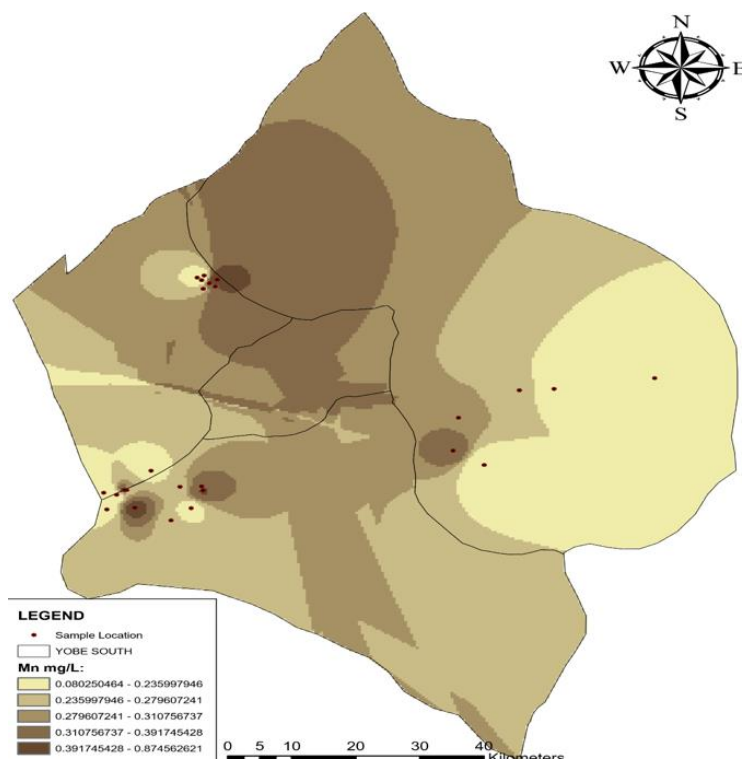 N
W E
S
LEGEND
Sample Location
YOBE SOUTH
Mn mg/L:
0.080250464 - 0.235997946
0.235997946 - 0.279607241
0.279607241 - 0.310756737
0.310756737 - 0.391745428
0.391745428 - 0.874562621
0 5 10 20 30 40
Kilometers